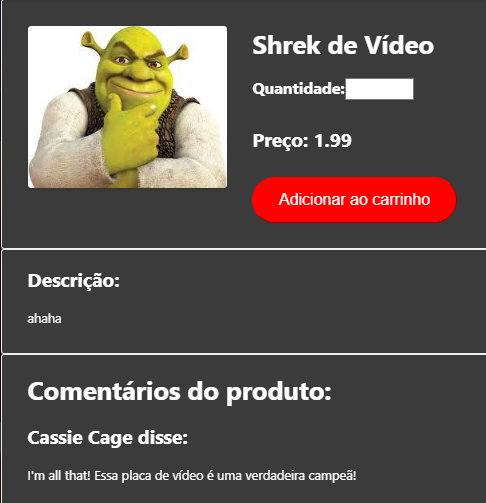 Shrek de Vídeo
Quantidade:
Preço: 1.99
Adicionar ao carrinho
Descrição:
ahaha
Comentários do produto:
Cassie Cage disse:
I'm all that! Essa placa de vídeo é uma verdadeira campeã!